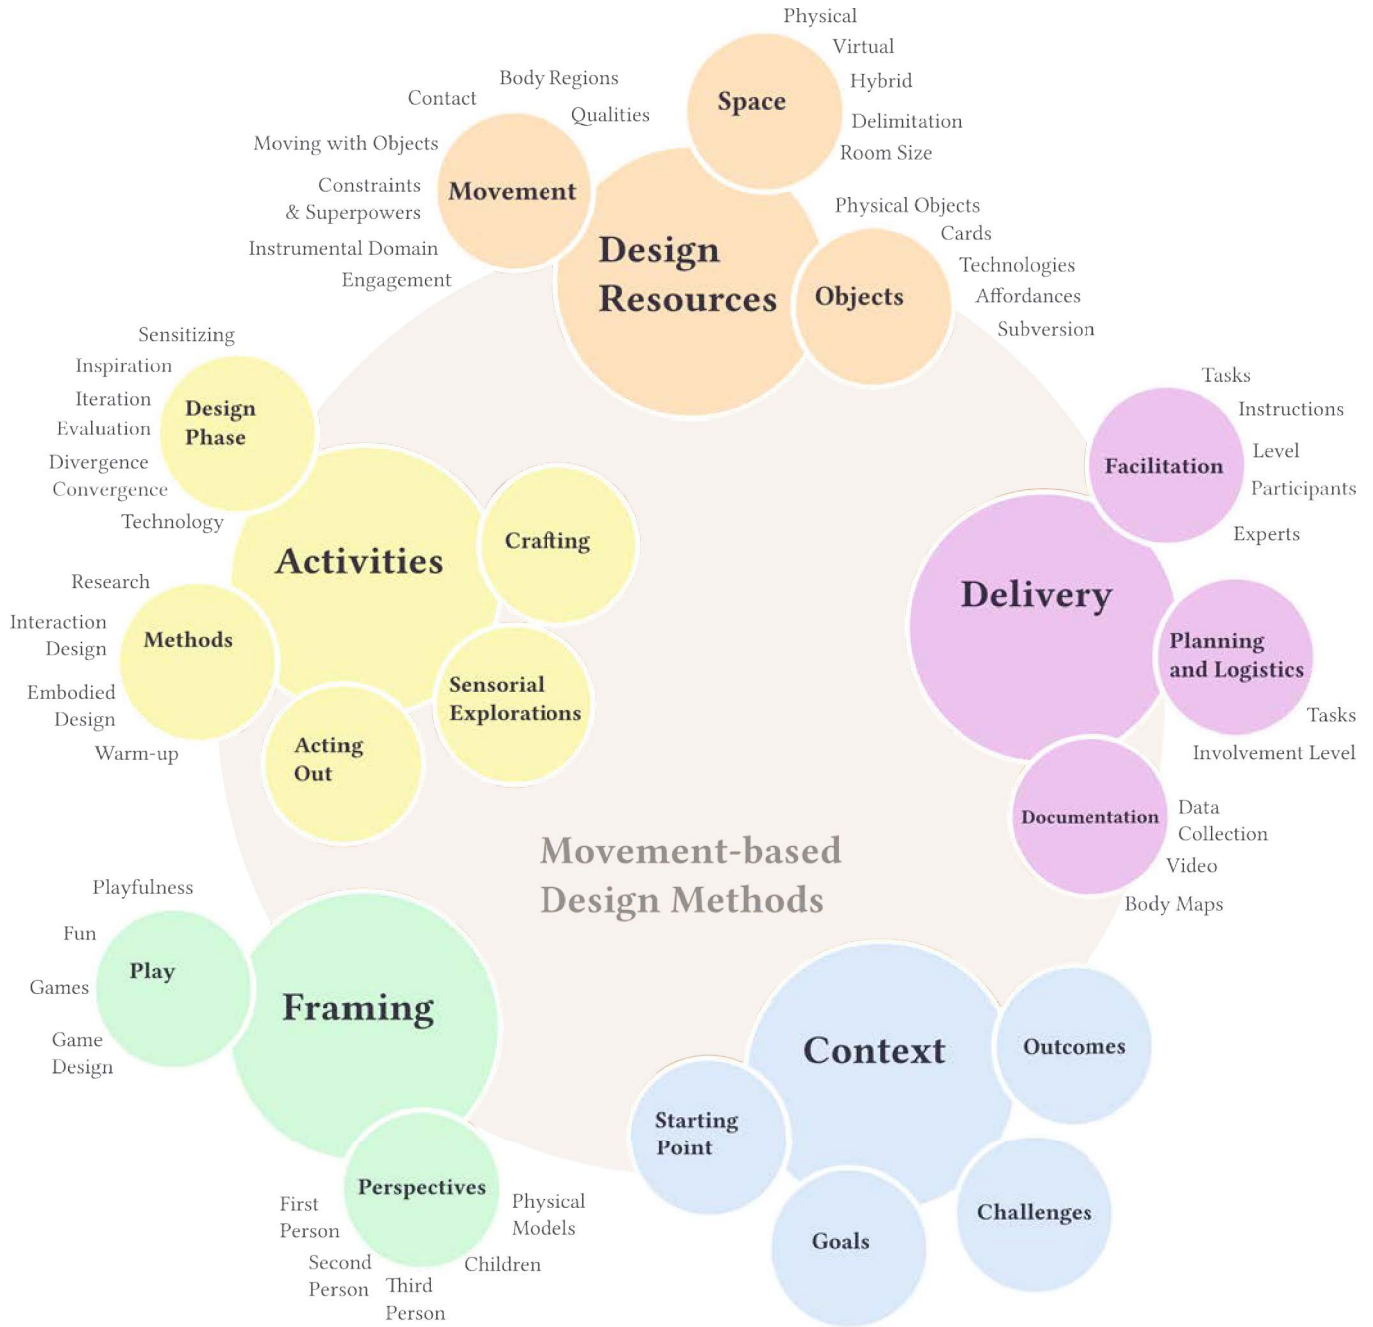 Physical
Virtual
Hybrid
Delimitation
Room Size
Space
Body Regions
Contact
Qualities
Moving with Objects
Constraints
& Superpowers
Instrumental Domain
Engagement
Movement
Design
Resources
Physical Objects
Cards
Technologies
Affordances
Subversion
Objects
Sensitizing
Inspiration
Iteration
Evaluation
Divergence
Convergence
Technology
Design
Phase
Activities
Crafting
Research
Interaction
Design
Embodied
Design
Warm-up
Methods
Sensorial
Explorations
Acting
Out
Tasks
Instructions
Level
Participants
Experts
Facilitation
Delivery
Planning
and Logistics
Tasks
Involvement Level
Documentation
Data
Collection
Video
Body Maps
Movement-based
Design Methods
Playfulness
Fun
Games
Game
Design
Play
Framing
Perspectives
First
Person
Second
Person
Third
Person
Children
Physical
Models
Context
Outcomes
Starting
Point
Goals
Challenges